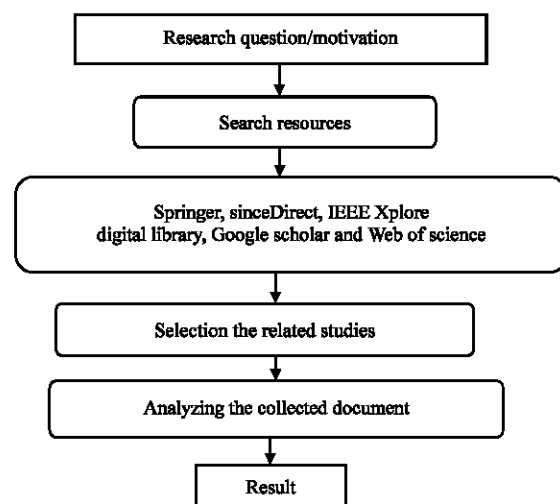 Research question/motivation
Search resources
Springer, sinceDirect, IEEE Xplore
digital library, Google scholar and Web of science
Selection the related studies
Analyzing the collected document
Result